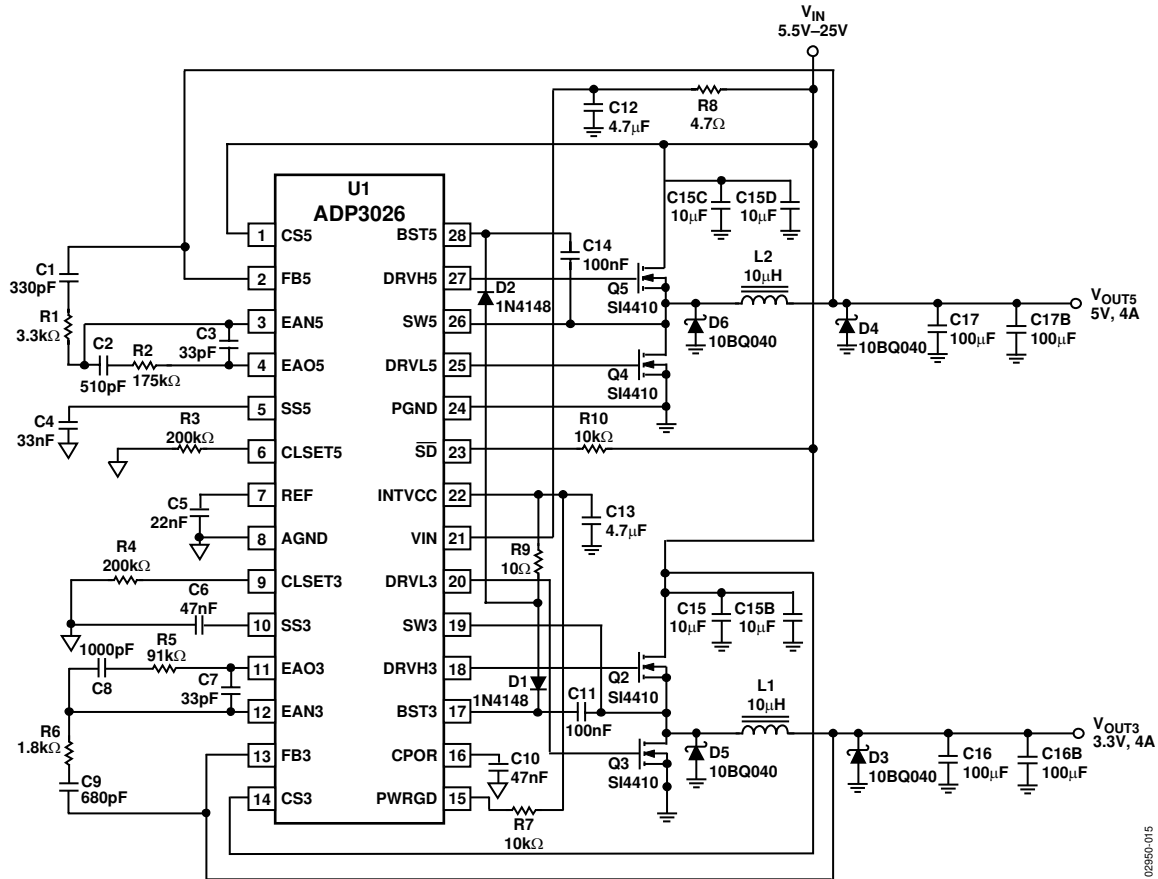 VIN
5.5V–25V
C12
4.7µF
R8
4.7Ω
U1
ADP3026
C15C
10µF
C15D
10µF
1 CS5
BST5 28
C14
100nF
L2
10µH
C1
330pF
2 FB5
DRVH5 27
D2
1N4148
Q5
SI4410
VOUT5
5V, 4A
R1
3.3kΩ
3 EAN5
SW5 26
D6
10BQ040
D4
10BQ040
C17
100µF
C17B
100µF
C3
33pF
C2
510pF
R2
175kΩ
4 EAO5
DRVL5 25
Q4
SI4410
5 SS5
PGND 24
C4
33nF
R3
200kΩ
R10
10kΩ
6 CLSET5
SD 23
7 REF
INTVCC 22
C5
22nF
C13
4.7µF
8 AGND
VIN 21
R9
10Ω
R4
200kΩ
9 CLSET3
DRVL3 20
C6
47nF
C15
10µF
C15B
10µF
10 SS3
SW3 19
1000pF
C8
R5
91kΩ
11 EAO3
DRVH3 18
C7
33pF
D1
1N4148
Q2
SI4410
L1
10µH
12 EAN3
BST3 17
C11
100nF
VOUT3
3.3V, 4A
R6
1.8kΩ
13 FB3
CPOR 16
C10
47nF
Q3
SI4410
D5
10BQ040
D3
10BQ040
C16
100µF
C16B
100µF
C9
680pF
14 CS3
PWRGD 15
R7
10kΩ
02950-015